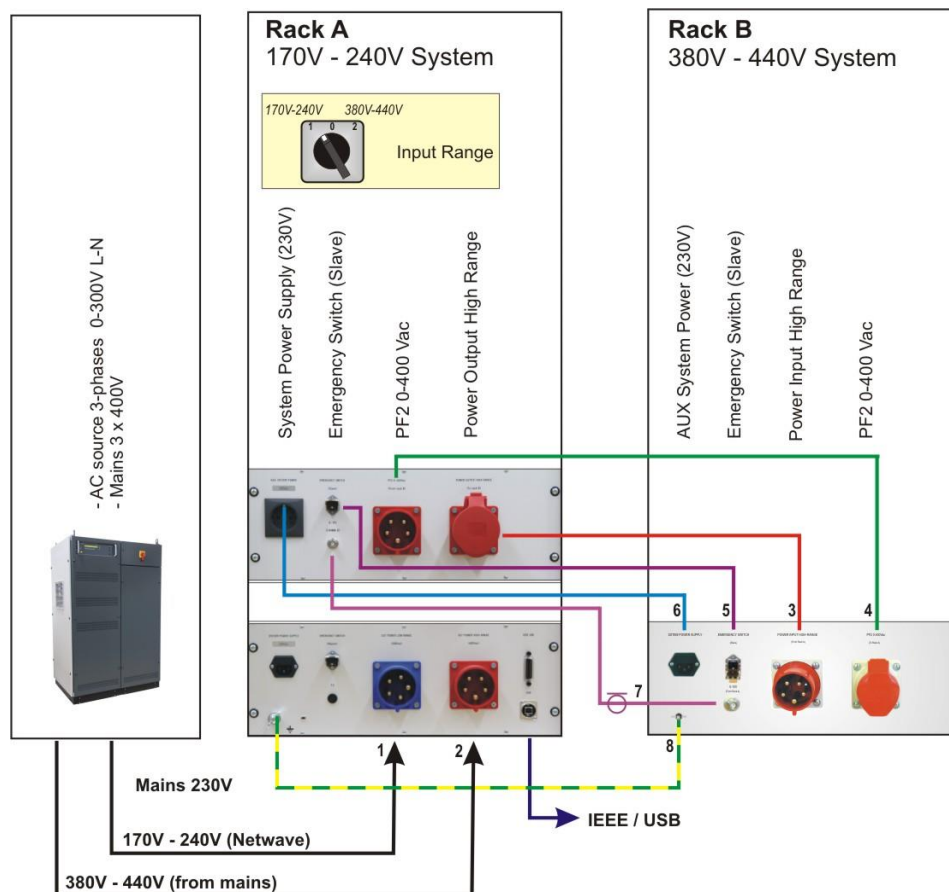 Rack A
170V - 240V System
170V-240V
380V-440V
1 0 2
Input Range
Rack B
380V - 440V System
- AC source 3-phases 0-300V L-N
- Mains 3 x 400V
System Power Supply (230V)
Emergency Switch (Slave)
PF2 0-400 Vac
Power Output High Range
AUX System Power (230V)
Emergency Switch (Slave)
Power Input High Range
PF2 0-400 Vac
6
5
3
4
7
8
1
2
Mains 230V
170V - 240V (Netwave)
380V - 440V (from mains)
IEEE / USB